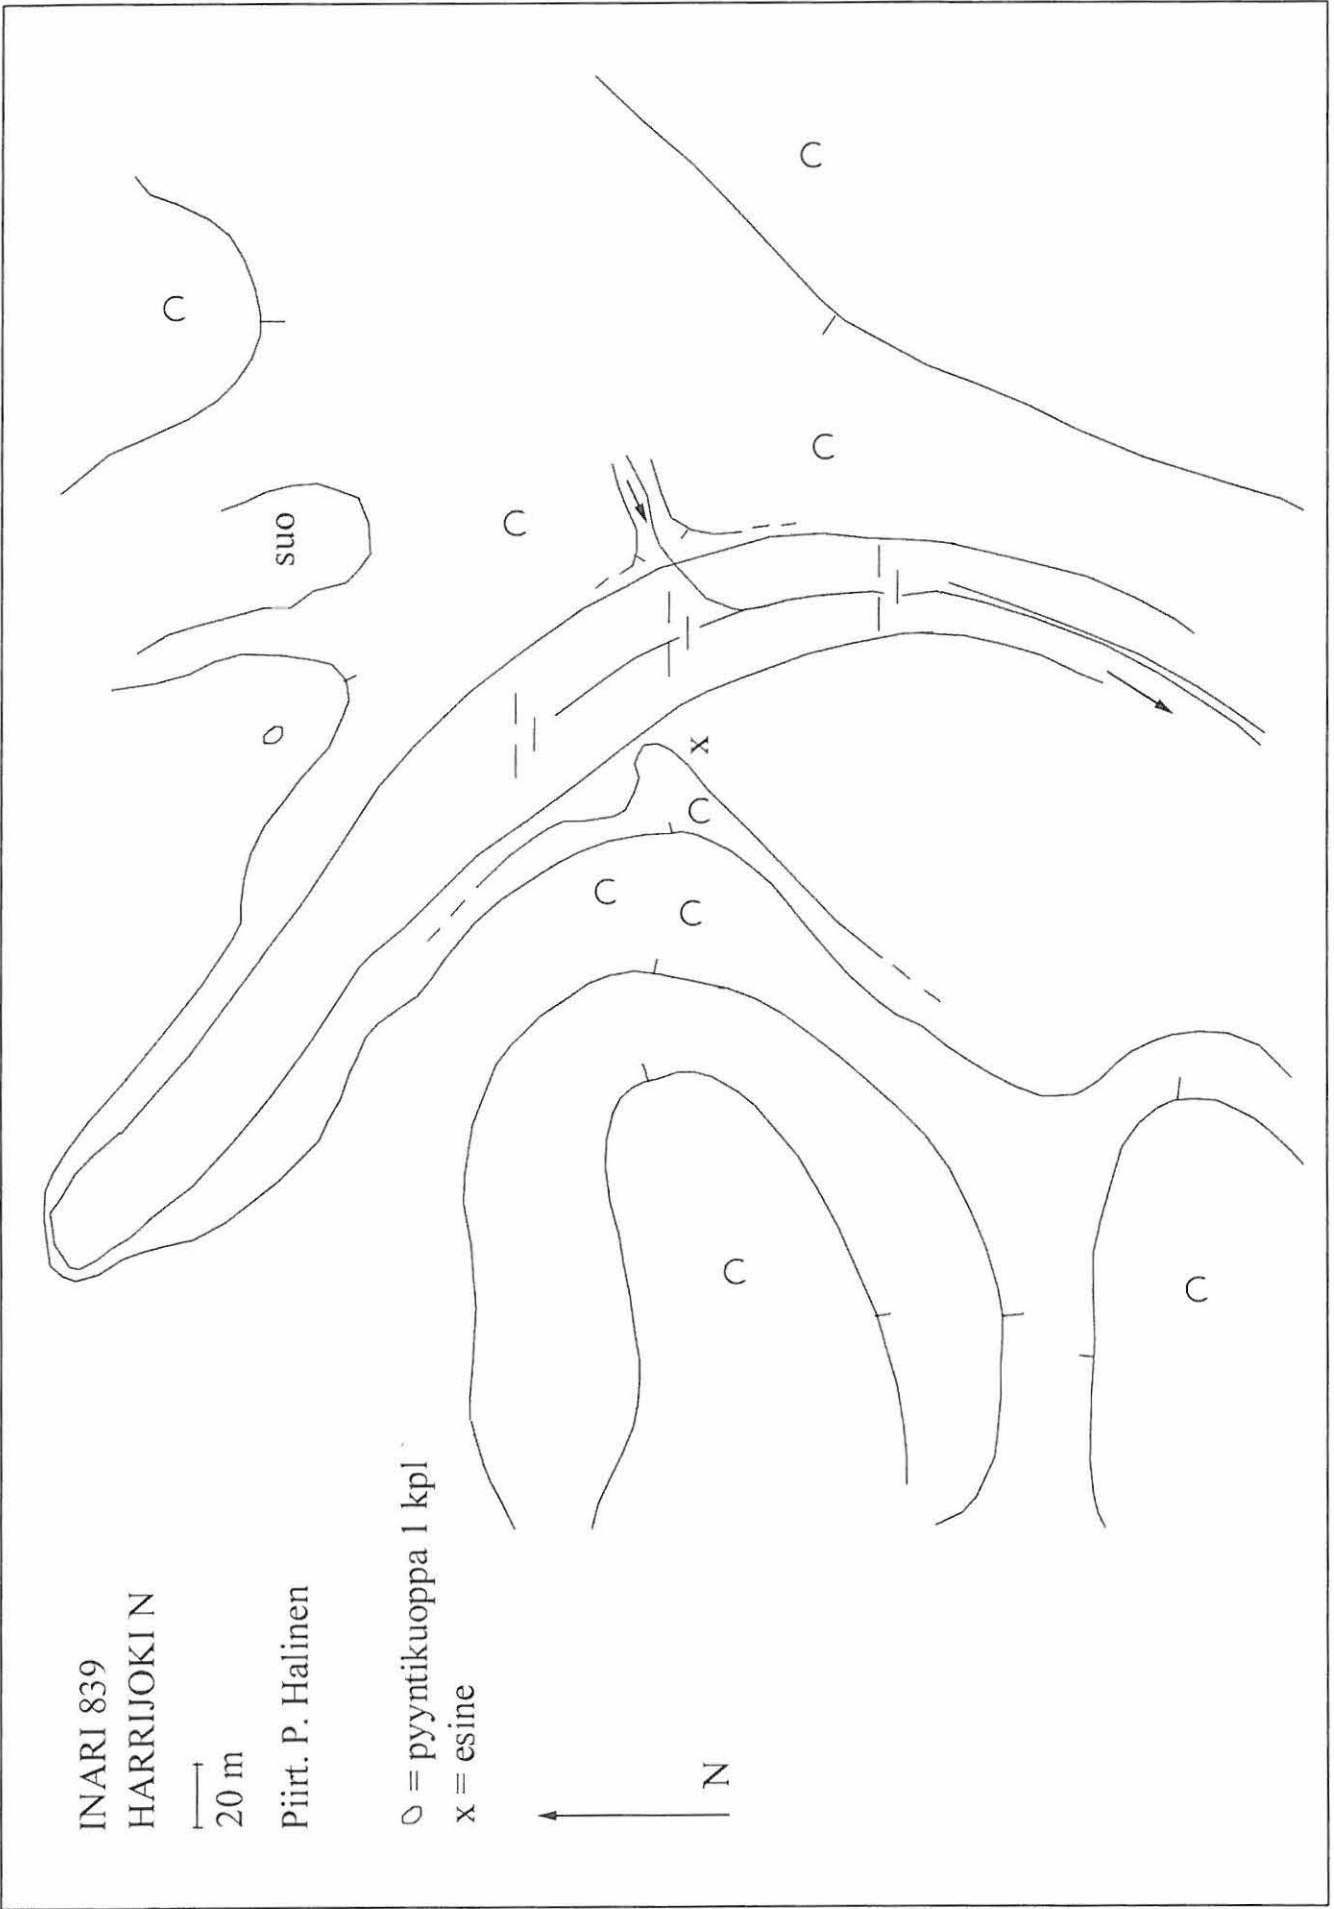 INARI 839
HARRIJOKI N
20 m
Piirt. P. Halinen
= pyyntikuoppa 1 kpl
x = esine
N
suo
x
C
C
C
C
C
C
C
C
C